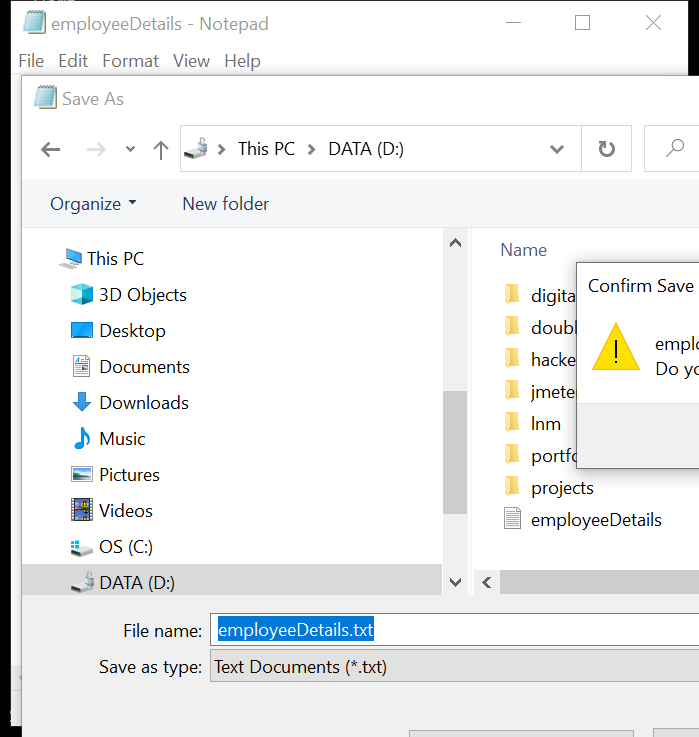 employeeDetails - Notepad
File Edit Format View Help
Save As
This PC > DATA (D:)
Organize New folder
This PC
3D Objects
Desktop
Documents
Downloads
Music
Pictures
Videos
OS (C:)
DATA (D:)
Name
digita
doubl
hacke
jmeter
lnm
portfo
projects
employeeDetails
Confirm Save
emplo
Do yo
File name: employeeDetails.txt
Save as type: Text Documents (*.txt)